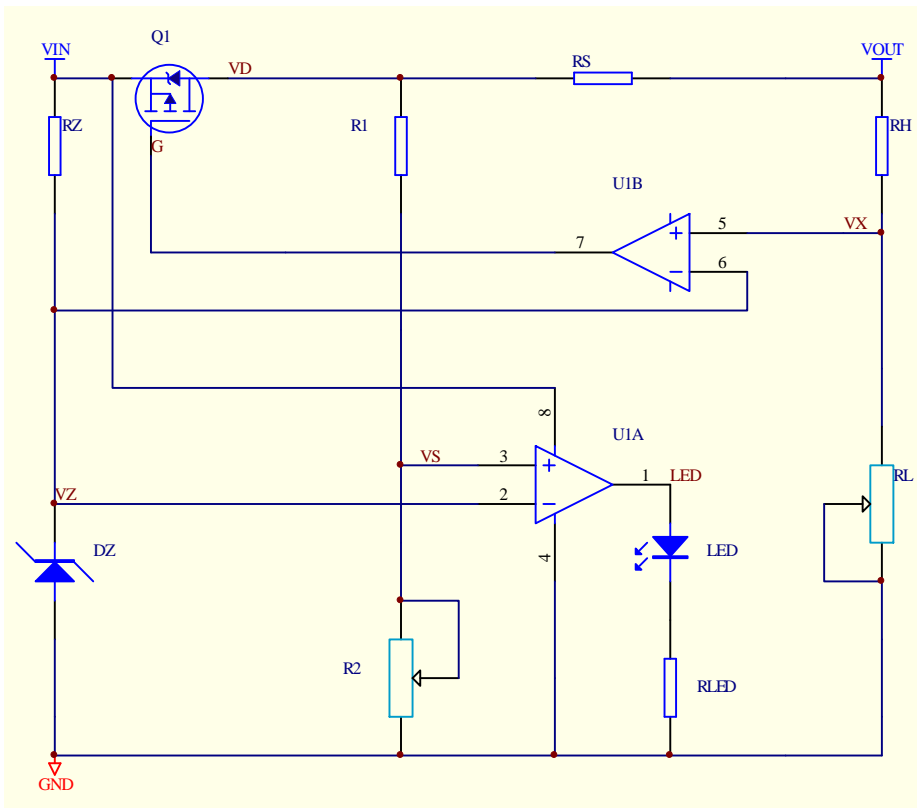 Q1
VIN
VD
RS
VOUT
RZ
R1
RH
G
U1B
7
+
5
VX
−
6
8
U1A
VS
3
+
1
LED
RL
VZ
2
−
DZ
4
LED
R2
RLED
GND